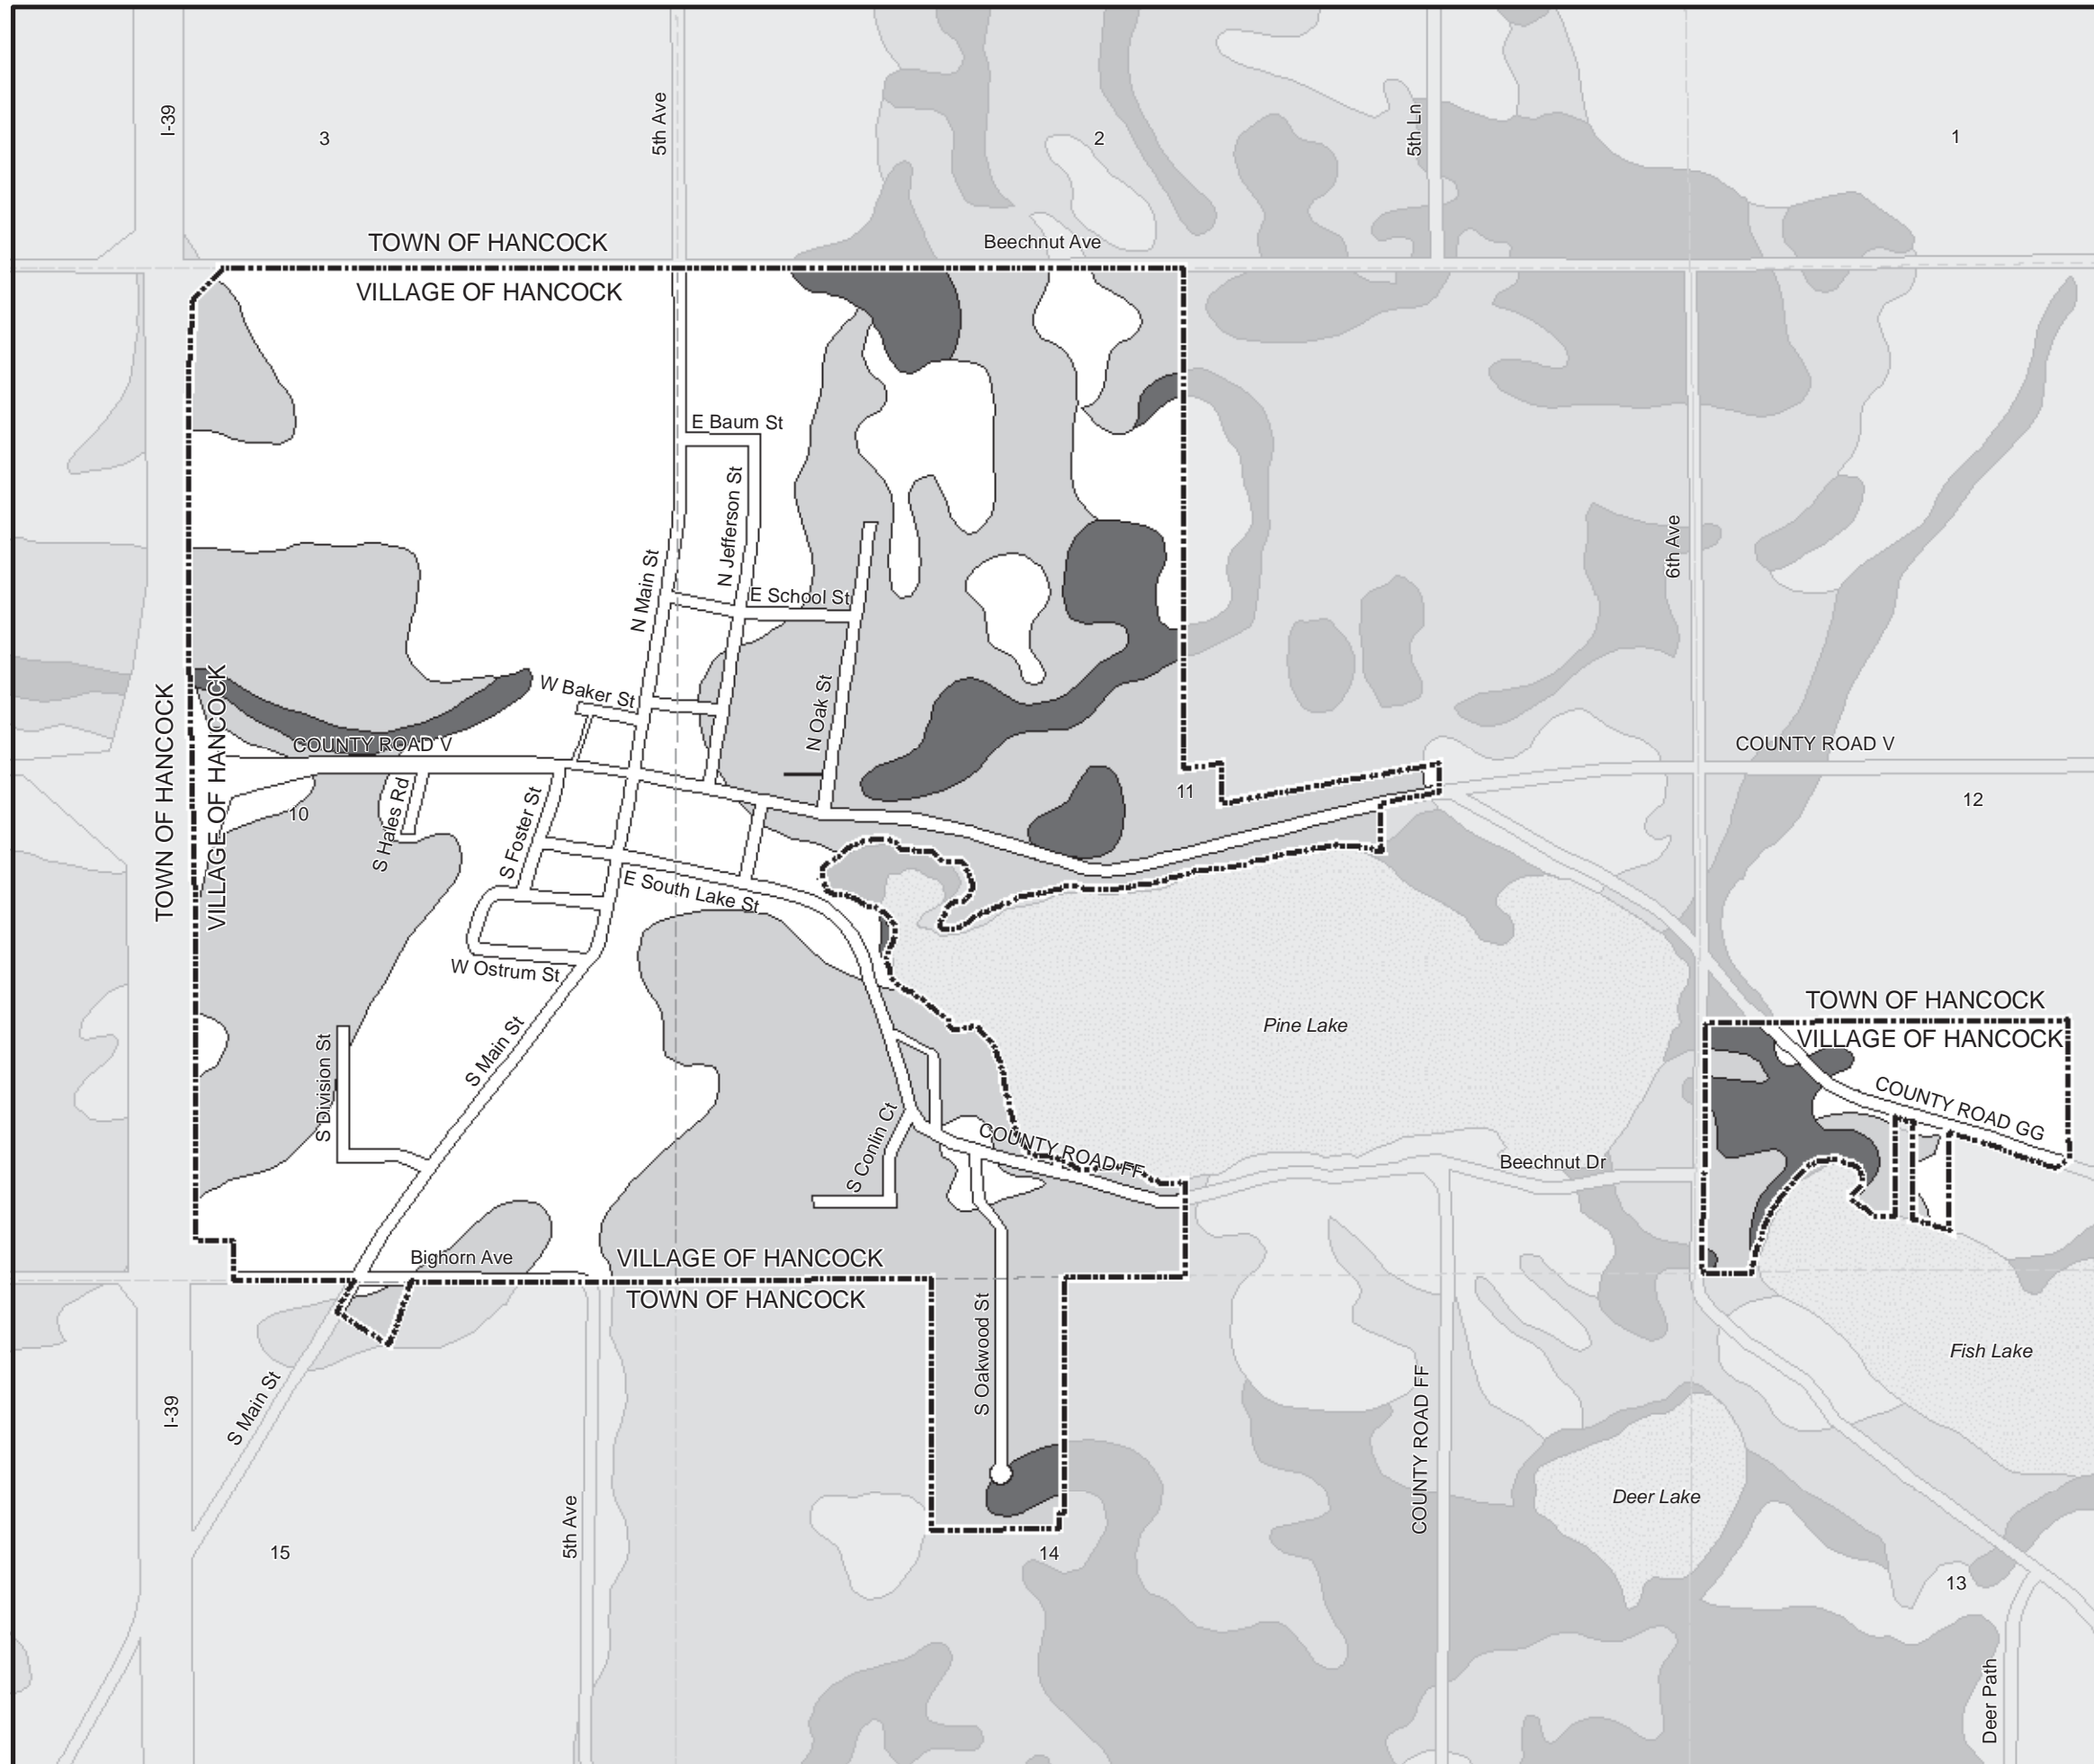 I-39
3
5th Ave
2
5th Ln
1
TOWN OF HANCOCK
Beechnut Ave
VILLAGE OF HANCOCK
E Baum St
N Jefferson St
N Main St
E School St
6th Ave
W Baker St
N Oak St
TOWN OF HANCOCK
VILLAGE OF HANCOCK
COUNTY ROAD V
COUNTY ROAD V
10
S Hales Rd
S Foster St
11
12
E South Lake St
W Ostrum St
Pine Lake
TOWN OF HANCOCK
VILLAGE OF HANCOCK
S Division St
S Main St
COUNTY ROAD GG
S Conlin Ct
COUNTY ROAD FF
Beechnut Dr
Bighorn Ave
VILLAGE OF HANCOCK
TOWN OF HANCOCK
S Oakwood St
Fish Lake
I-39
S Main St
COUNTY ROAD FF
Deer Lake
5th Ave
15
14
13
Deer Path